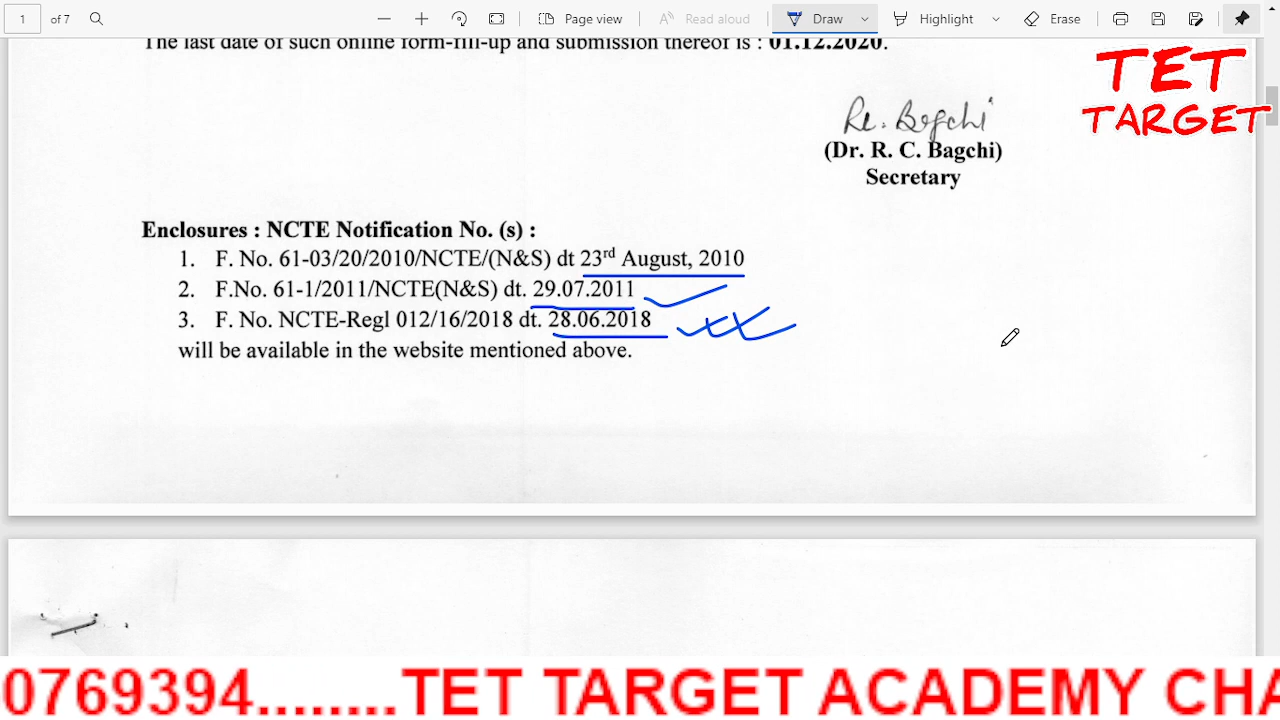 1 of 7 Page view Read aloud Draw Highlight Erase
The last date of such online form-fill-up and submission thereof is : 01.12.2020.
TET
TARGET
Rc. Bagchi
(Dr. R. C. Bagchi)
Secretary
Enclosures : NCTE Notification No. (s) :
1. F. No. 61-03/20/2010/NCTE/(N&S) dt 23rd August, 2010
2. F.No. 61-1/2011/NCTE(N&S) dt. 29.07.2011
3. F. No. NCTE-Regl 012/16/2018 dt. 28.06.2018
will be available in the website mentioned above.
0769394........TET TARGET ACADEMY CHA